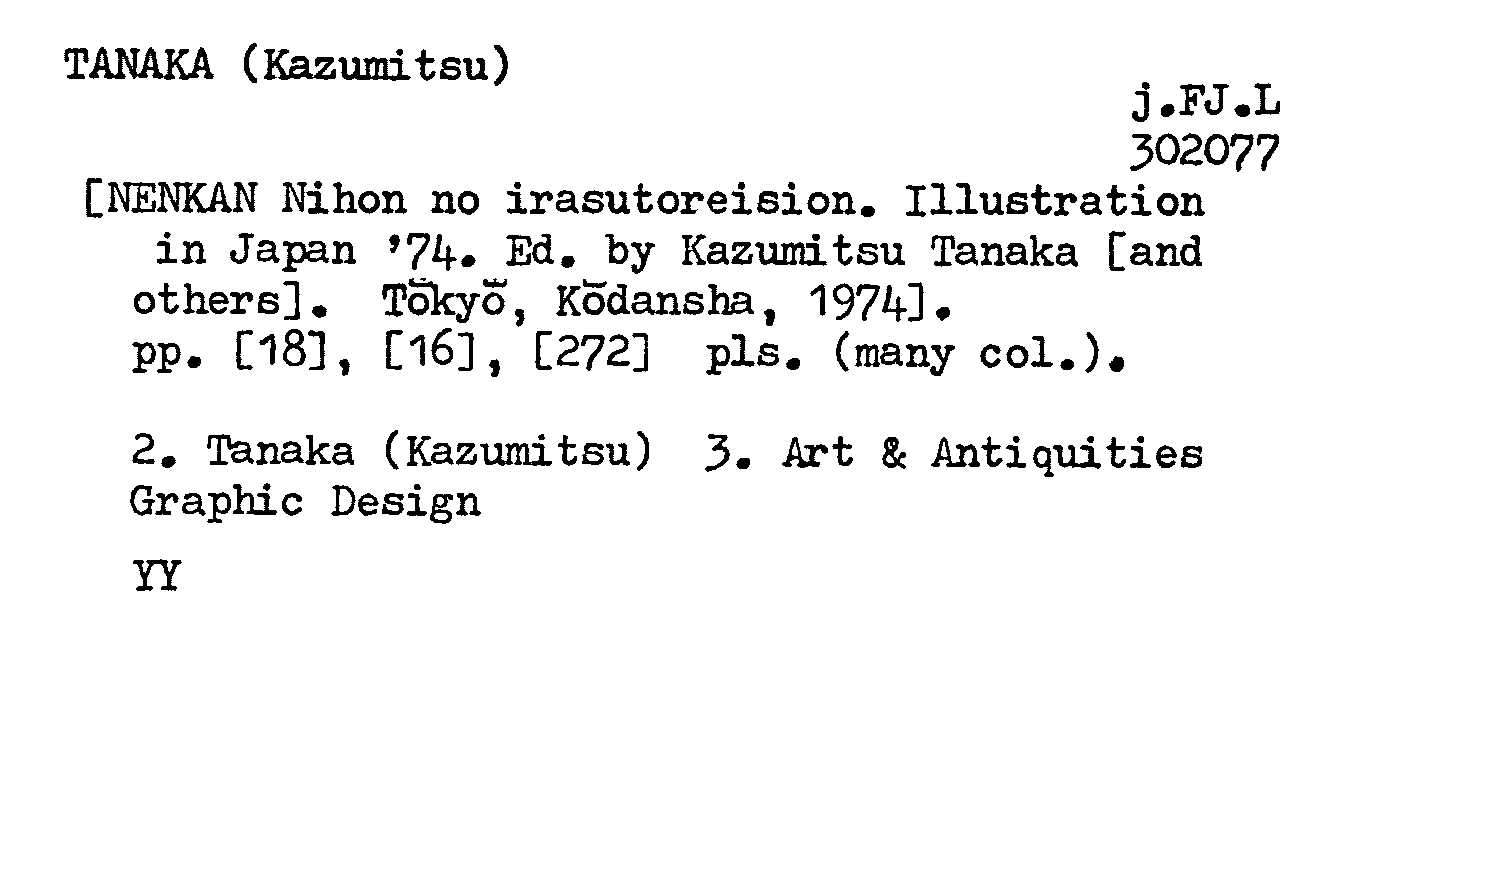 TANAKA (Kazumitsu)
j.FJ.L
302077
[NENKAN Nihon no irasutoreision. Illustration
in Japan '74. Ed. by Kazumitsu Tanaka [and
others]. Tōkyō, Kōdansha, 1974].
pp. [18], [16], [272] pls. (many col.).
2. Tanaka (Kazumitsu) 3. Art & Antiquities
Graphic Design
YY